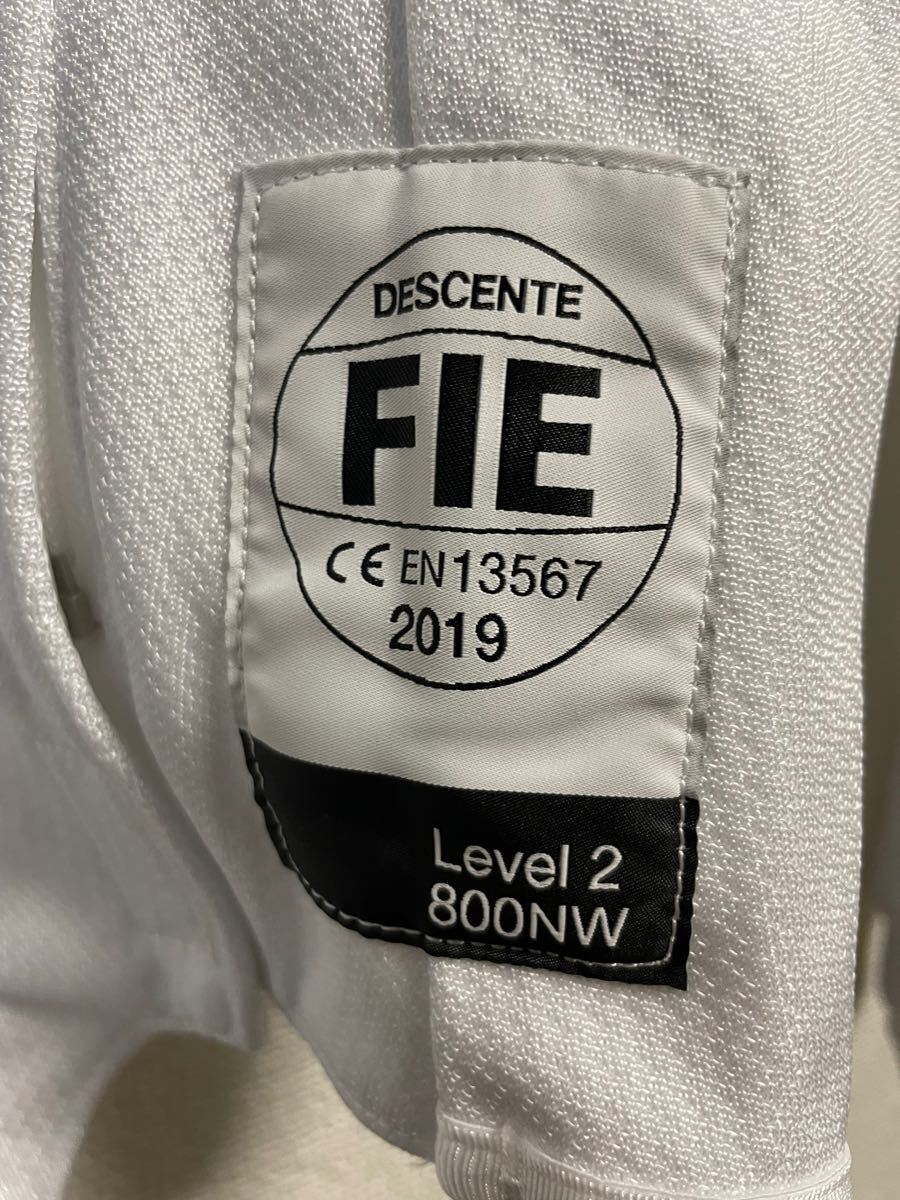 DESCENTE
FIE
CE EN13567
2019
Level 2
800NW